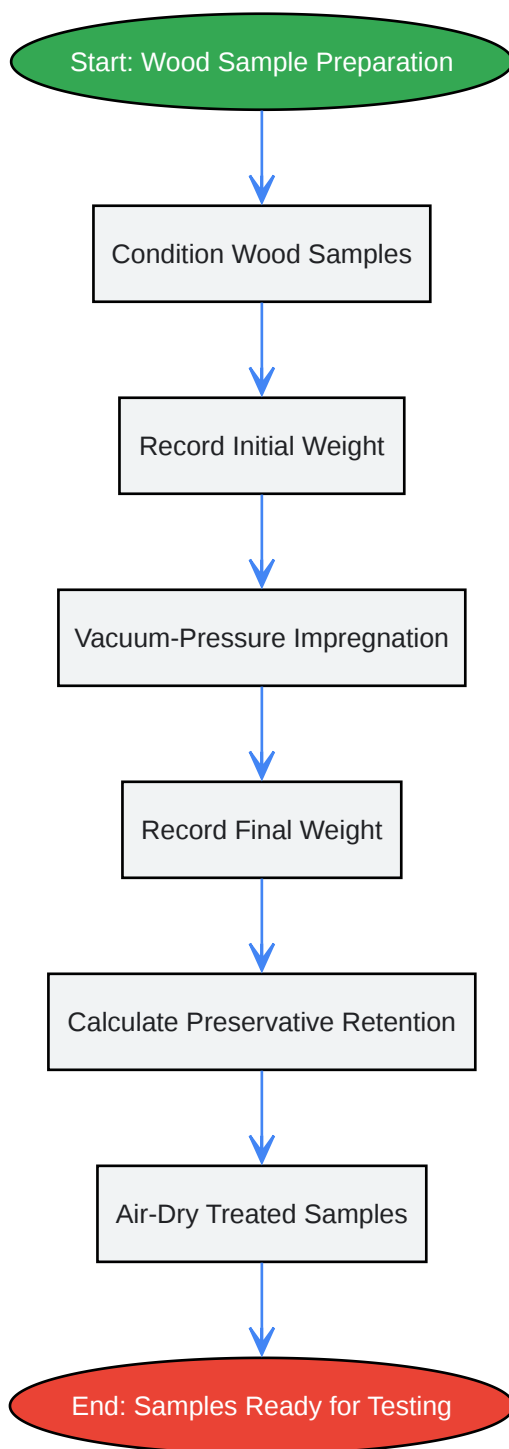 Start: Wood Sample Preparation
Condition Wood Samples
Record Initial Weight
Vacuum-Pressure Impregnation
Record Final Weight
Calculate Preservative Retention
Air-Dry Treated Samples
End: Samples Ready for Testing